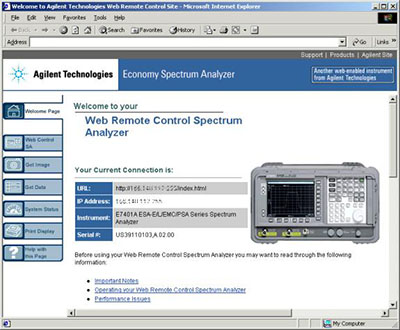 Welcome to Agilent Technologies Web Remote Control Site - Microsoft Internet Explorer
File Edit View Favorites Tools Help
Back Search Favorites History
Address Go Links »
Support | Products | Agilent Site
Agilent Technologies Economy Spectrum Analyzer
Another web-enabled instrument
from Agilent Technologies
Welcome Page
Web Control
SA
Get Image
Get Data
System Status
Print Display
Help with
this Page
Welcome to your
Web Remote Control Spectrum
Analyzer
Your Current Connection is:
URL: /index.html
IP Address:
Instrument: E7401A ESA-E/L/EMC/PSA Series Spectrum
Analyzer
Serial #: US39110103,A.02.00
Before using your Web Remote Control Spectrum Analyzer you may want to read through the following
information:
Important Notes
Operating your Web Remote Control Spectrum Analyzer
Performance Issues
My Computer